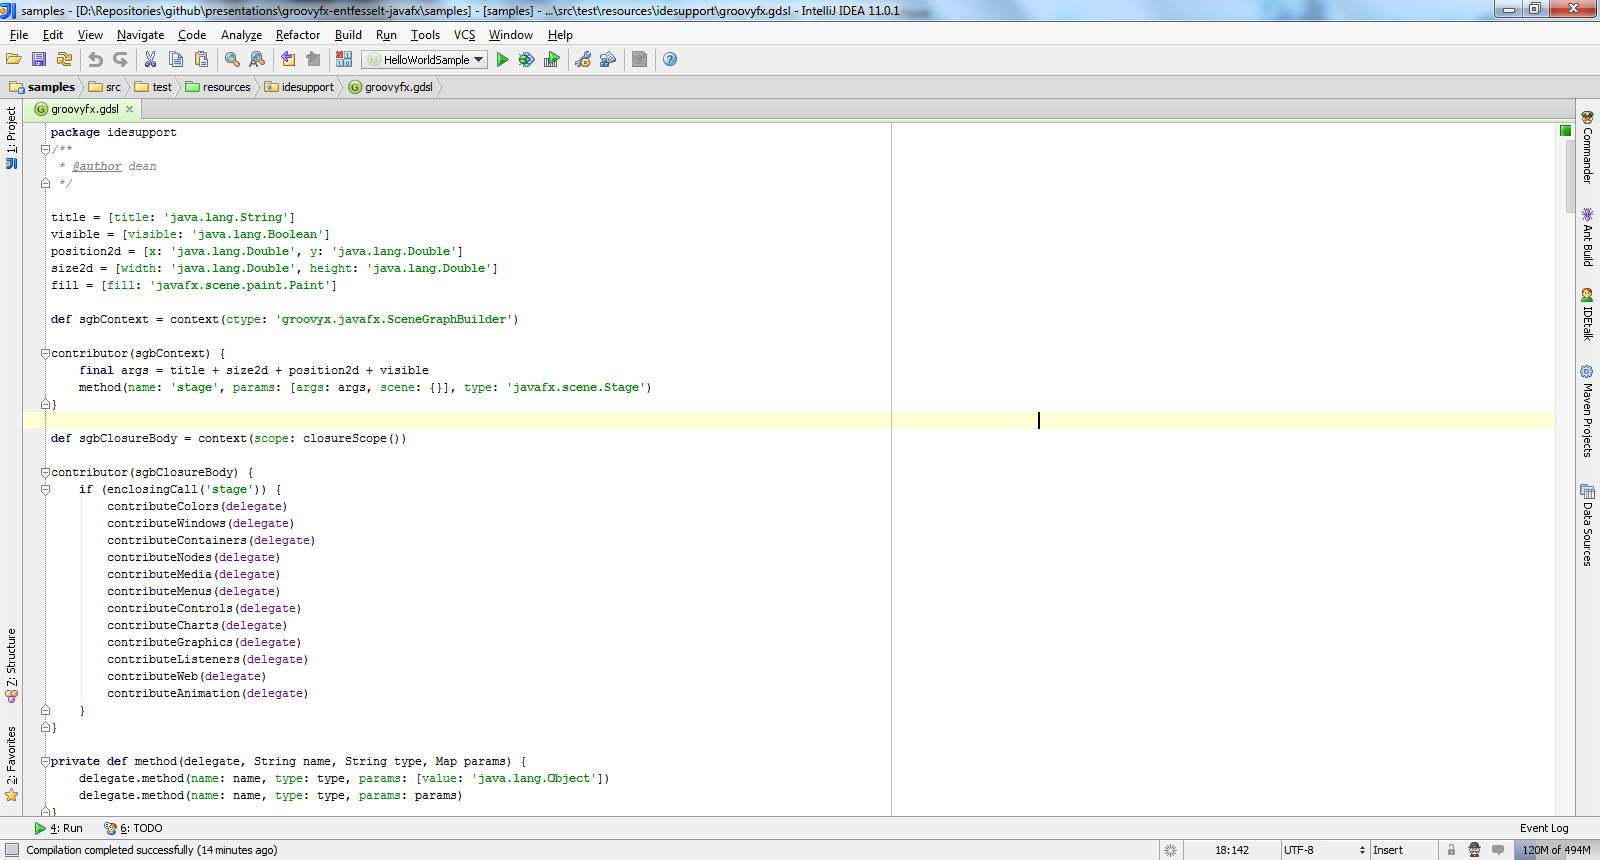 samples - [D:\Repositories\github\presentations\groovyfx-entfesselt-javafx\samples] - [samples] - ...\src\test\resources\idesupport\groovyfx.gdsl - IntelliJ IDEA 11.0.1
File Edit View Navigate Code Analyze Refactor Build Run Tools VCS Window Help
HelloWorldSample
samples src test resources idesupport groovyfx.gdsl
groovyfx.gdsl
1: Project
Z: Structure
2: Favorites
package idesupport
/**
* @author dean
*/
title = [title: 'java.lang.String']
visible = [visible: 'java.lang.Boolean']
position2d = [x: 'java.lang.Double', y: 'java.lang.Double']
size2d = [width: 'java.lang.Double', height: 'java.lang.Double']
fill = [fill: 'javafx.scene.paint.Paint']
def sgbContext = context(ctype: 'groovyx.javafx.SceneGraphBuilder')
contributor(sgbContext) {
final args = title + size2d + position2d + visible
method(name: 'stage', params: [args: args, scene: {}], type: 'javafx.scene.Stage')
}
def sgbClosureBody = context(scope: closureScope())
contributor(sgbClosureBody) {
if (enclosingCall('stage')) {
contributeColors(delegate)
contributeWindows(delegate)
contributeContainers(delegate)
contributeNodes(delegate)
contributeMedia(delegate)
contributeMenus(delegate)
contributeControls(delegate)
contributeCharts(delegate)
contributeGraphics(delegate)
contributeListeners(delegate)
contributeWeb(delegate)
contributeAnimation(delegate)
}
}
private def method(delegate, String name, String type, Map params) {
delegate.method(name: name, type: type, params: [value: 'java.lang.Object'])
delegate.method(name: name, type: type, params: params)
}
Commander
Ant Build
IDEtalk
Maven Projects
Data Sources
4: Run 6: TODO Event Log
Compilation completed successfully (14 minutes ago) 18:142 UTF-8 Insert 120M of 494M